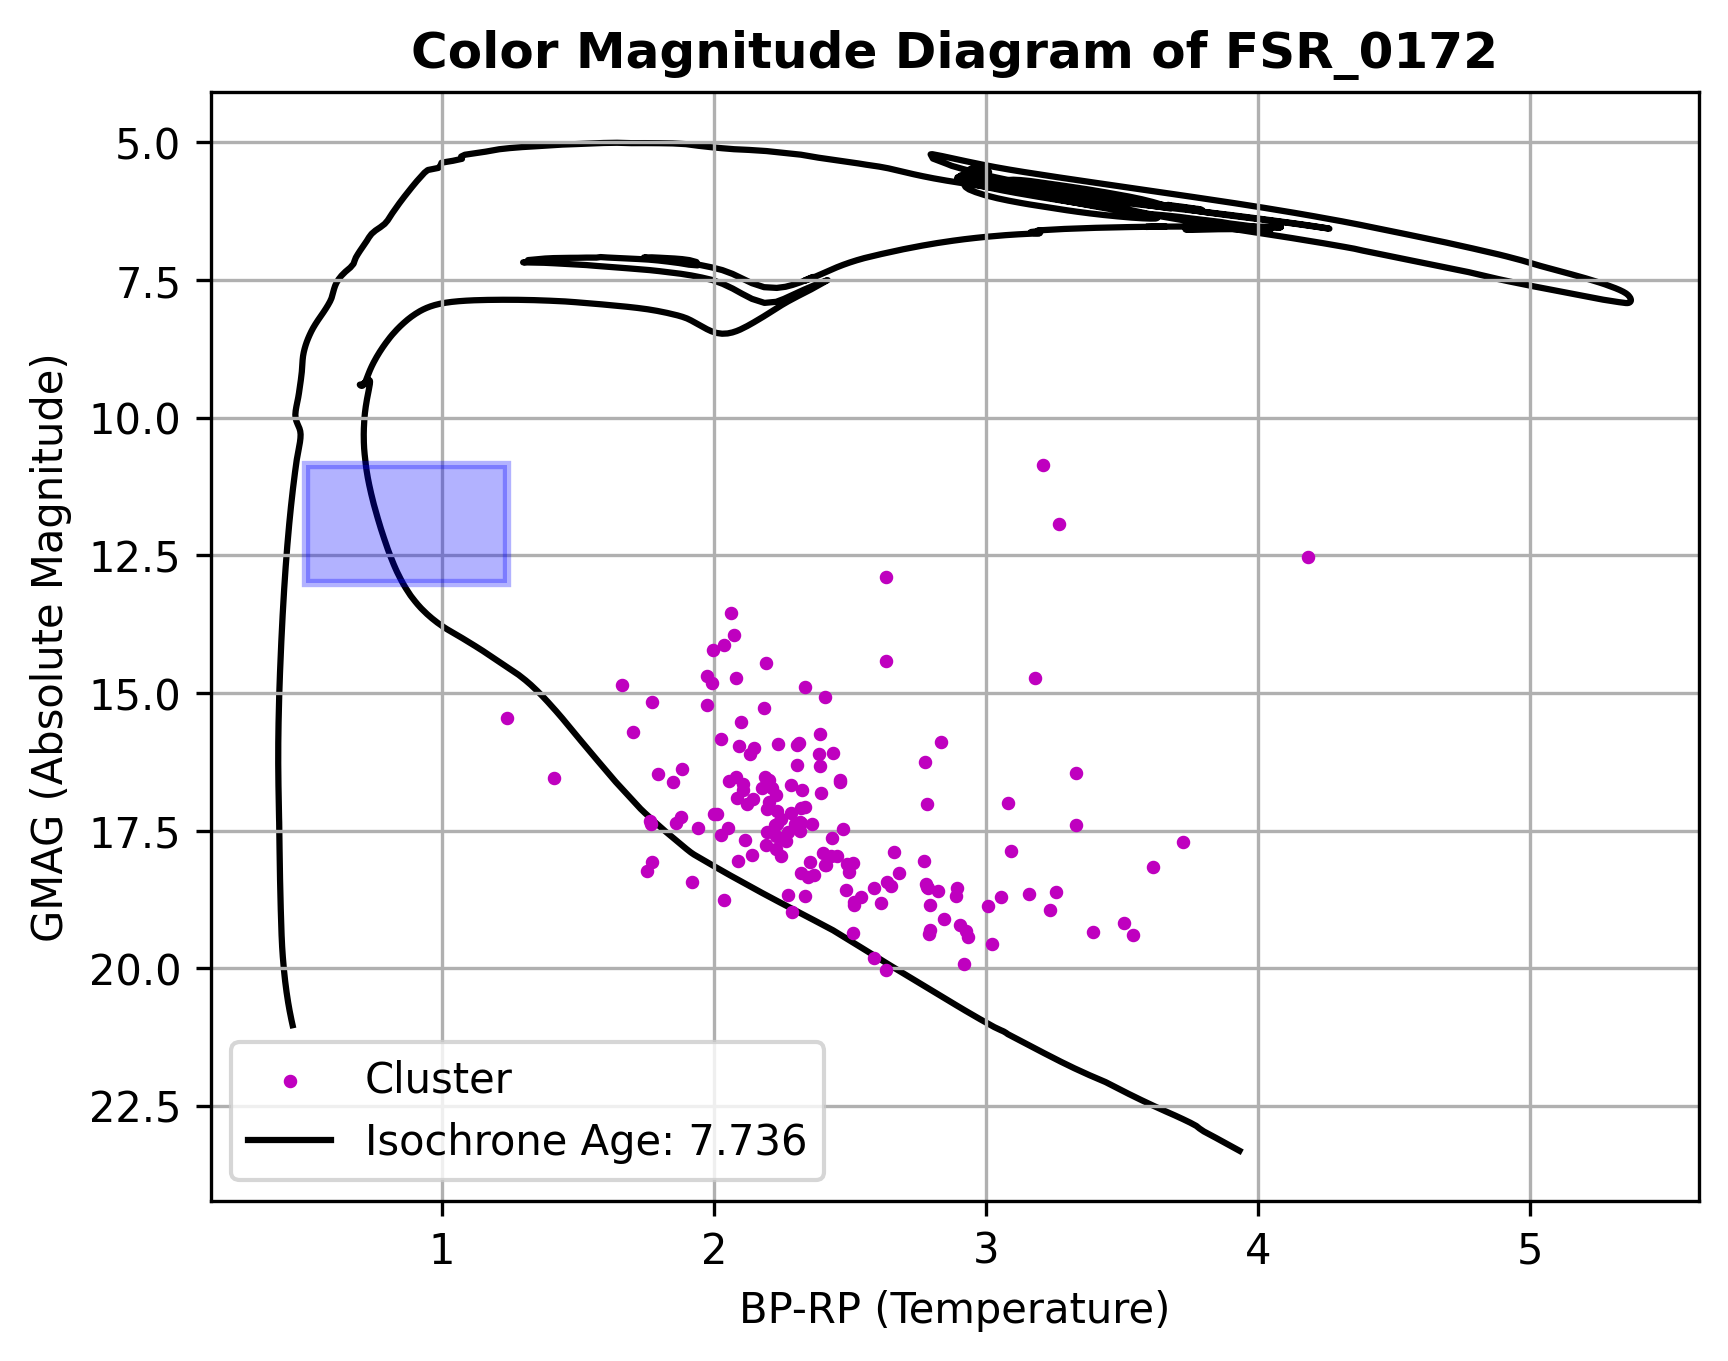 Color Magnitude Diagram of FSR_0172
GMAG (Absolute Magnitude)
5.0
7.5
10.0
12.5
15.0
17.5
20.0
22.5
Cluster
Isochrone Age: 7.736
1 2 3 4 5
BP-RP (Temperature)